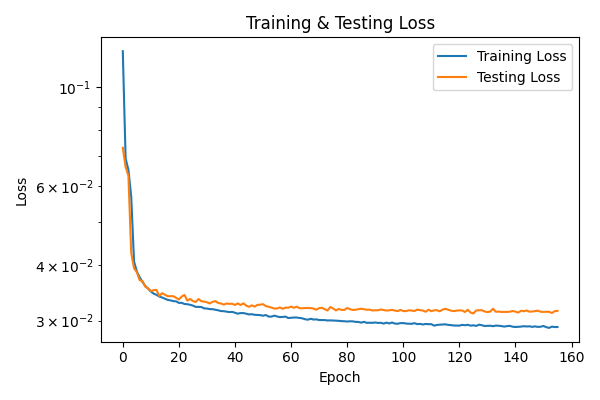 Training & Testing Loss
Training Loss
Testing Loss
10⁻¹
6 × 10⁻²
4 × 10⁻²
3 × 10⁻²
Loss
0 20 40 60 80 100 120 140 160
Epoch